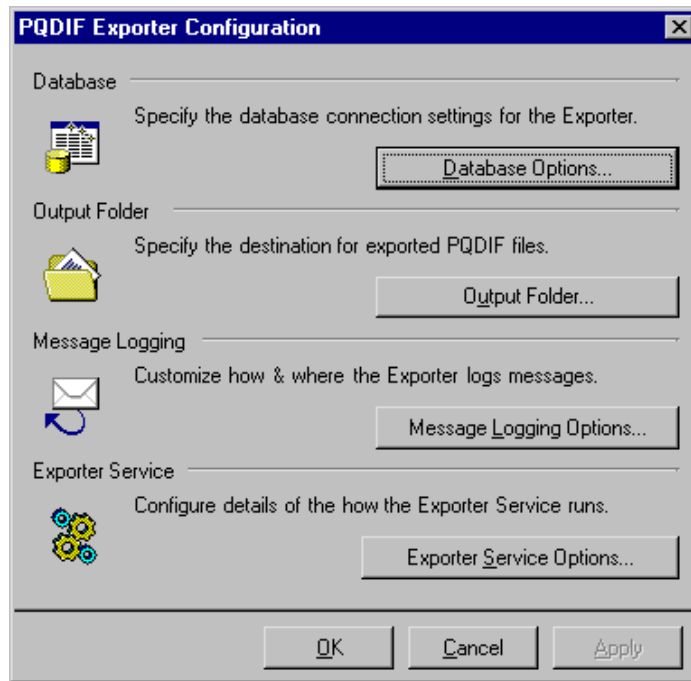 PQDIF Exporter Configuration
Database
Specify the database connection settings for the Exporter.
Database Options...
Output Folder
Specify the destination for exported PQDIF files.
Output Folder...
Message Logging
Customize how & where the Exporter logs messages.
Message Logging Options...
Exporter Service
Configure details of the how the Exporter Service runs.
Exporter Service Options...
OK Cancel Apply